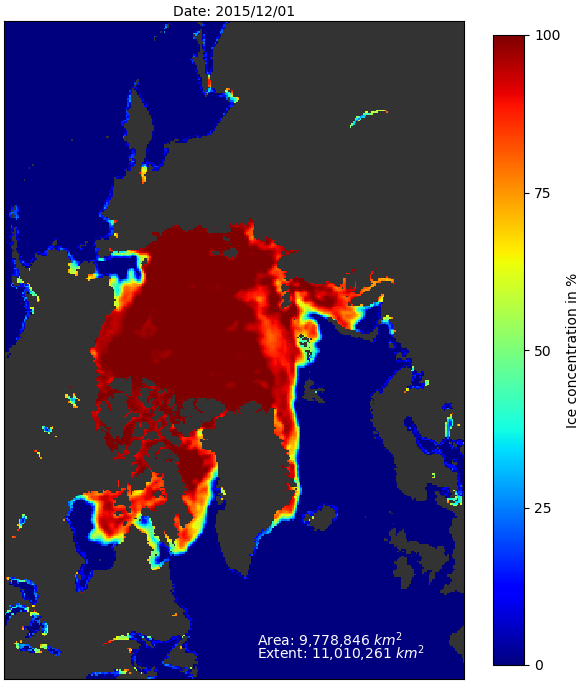 Date: 2015/12/01
100
75
50
25
0
Ice concentration in %
Area: 9,778,846 km²
Extent: 11,010,261 km²